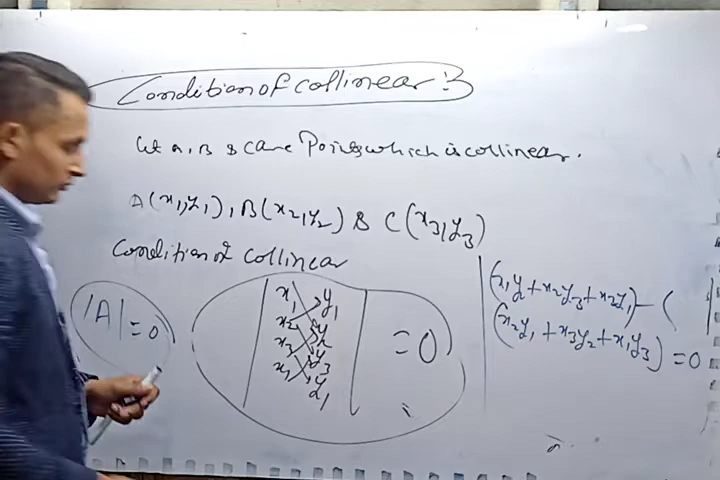 Condition of collinear :-
let A, B & C are Points which is collinear.
A(x₁,y₁), B(x₂,y₂) & C(x₃,y₃)
Condition of collinear
|A| = 0
| x₁ y₁
x₂ y₂
x₃ y₃
x₁ y₁ | = 0
(x₁y₂ + x₂y₃ + x₃y₁) - (
(x₂y₁ + x₃y₂ + x₁y₃) = 0